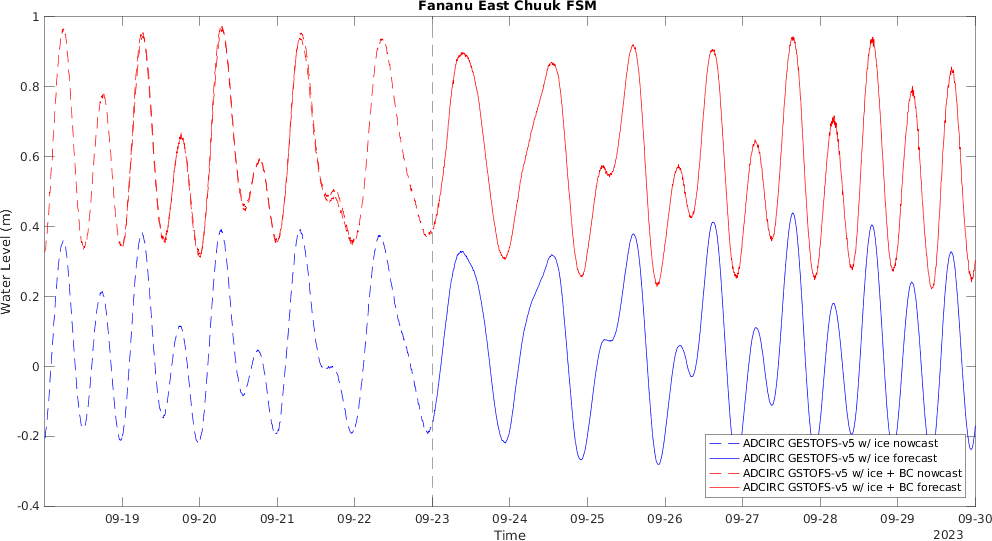 Fananu East Chuuk FSM
1
0.8
0.6
0.4
0.2
0
-0.2
-0.4
Water Level (m)
ADCIRC GESTOFS-v5 w/ ice nowcast
ADCIRC GESTOFS-v5 w/ ice forecast
ADCIRC GSTOFS-v5 w/ ice + BC nowcast
ADCIRC GSTOFS-v5 w/ ice + BC forecast
09-19 09-20 09-21 09-22 09-23 09-24 09-25 09-26 09-27 09-28 09-29 09-30
Time
2023